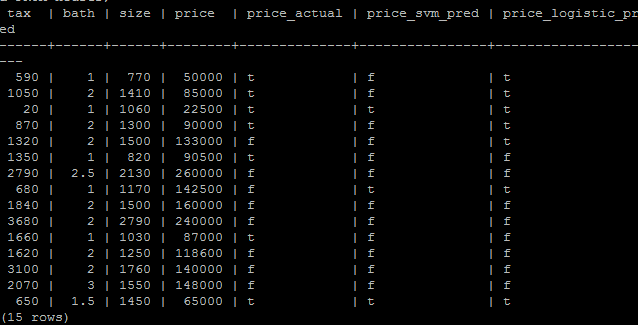 tax | bath | size | price | price_actual | price_svm_pred | price_logistic_pr
ed
------+------+------+--------+--------------+----------------+------------------
---
590 | 1 | 770 | 50000 | t | f | t
1050 | 2 | 1410 | 85000 | t | f | t
20 | 1 | 1060 | 22500 | t | t | t
870 | 2 | 1300 | 90000 | t | f | t
1320 | 2 | 1500 | 133000 | f | f | f
1350 | 1 | 820 | 90500 | t | f | f
2790 | 2.5 | 2130 | 260000 | f | f | f
680 | 1 | 1170 | 142500 | f | t | t
1840 | 2 | 1500 | 160000 | f | f | f
3680 | 2 | 2790 | 240000 | f | f | f
1660 | 1 | 1030 | 87000 | t | f | f
1620 | 2 | 1250 | 118600 | f | f | f
3100 | 2 | 1760 | 140000 | f | f | f
2070 | 3 | 1550 | 148000 | f | f | f
650 | 1.5 | 1450 | 65000 | t | t | t
(15 rows)